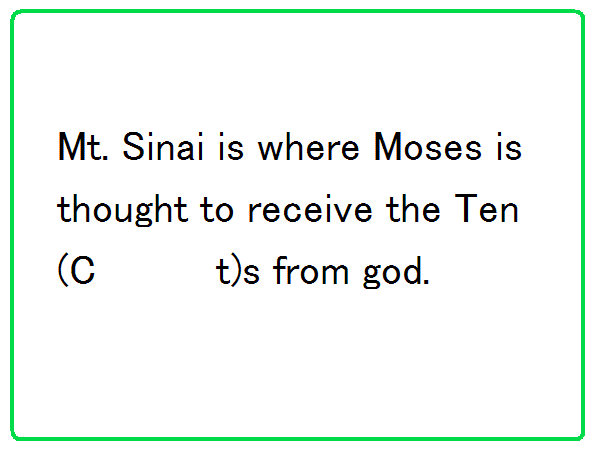 Mt. Sinai is where Moses is
thought to receive the Ten
(C t)s from god.